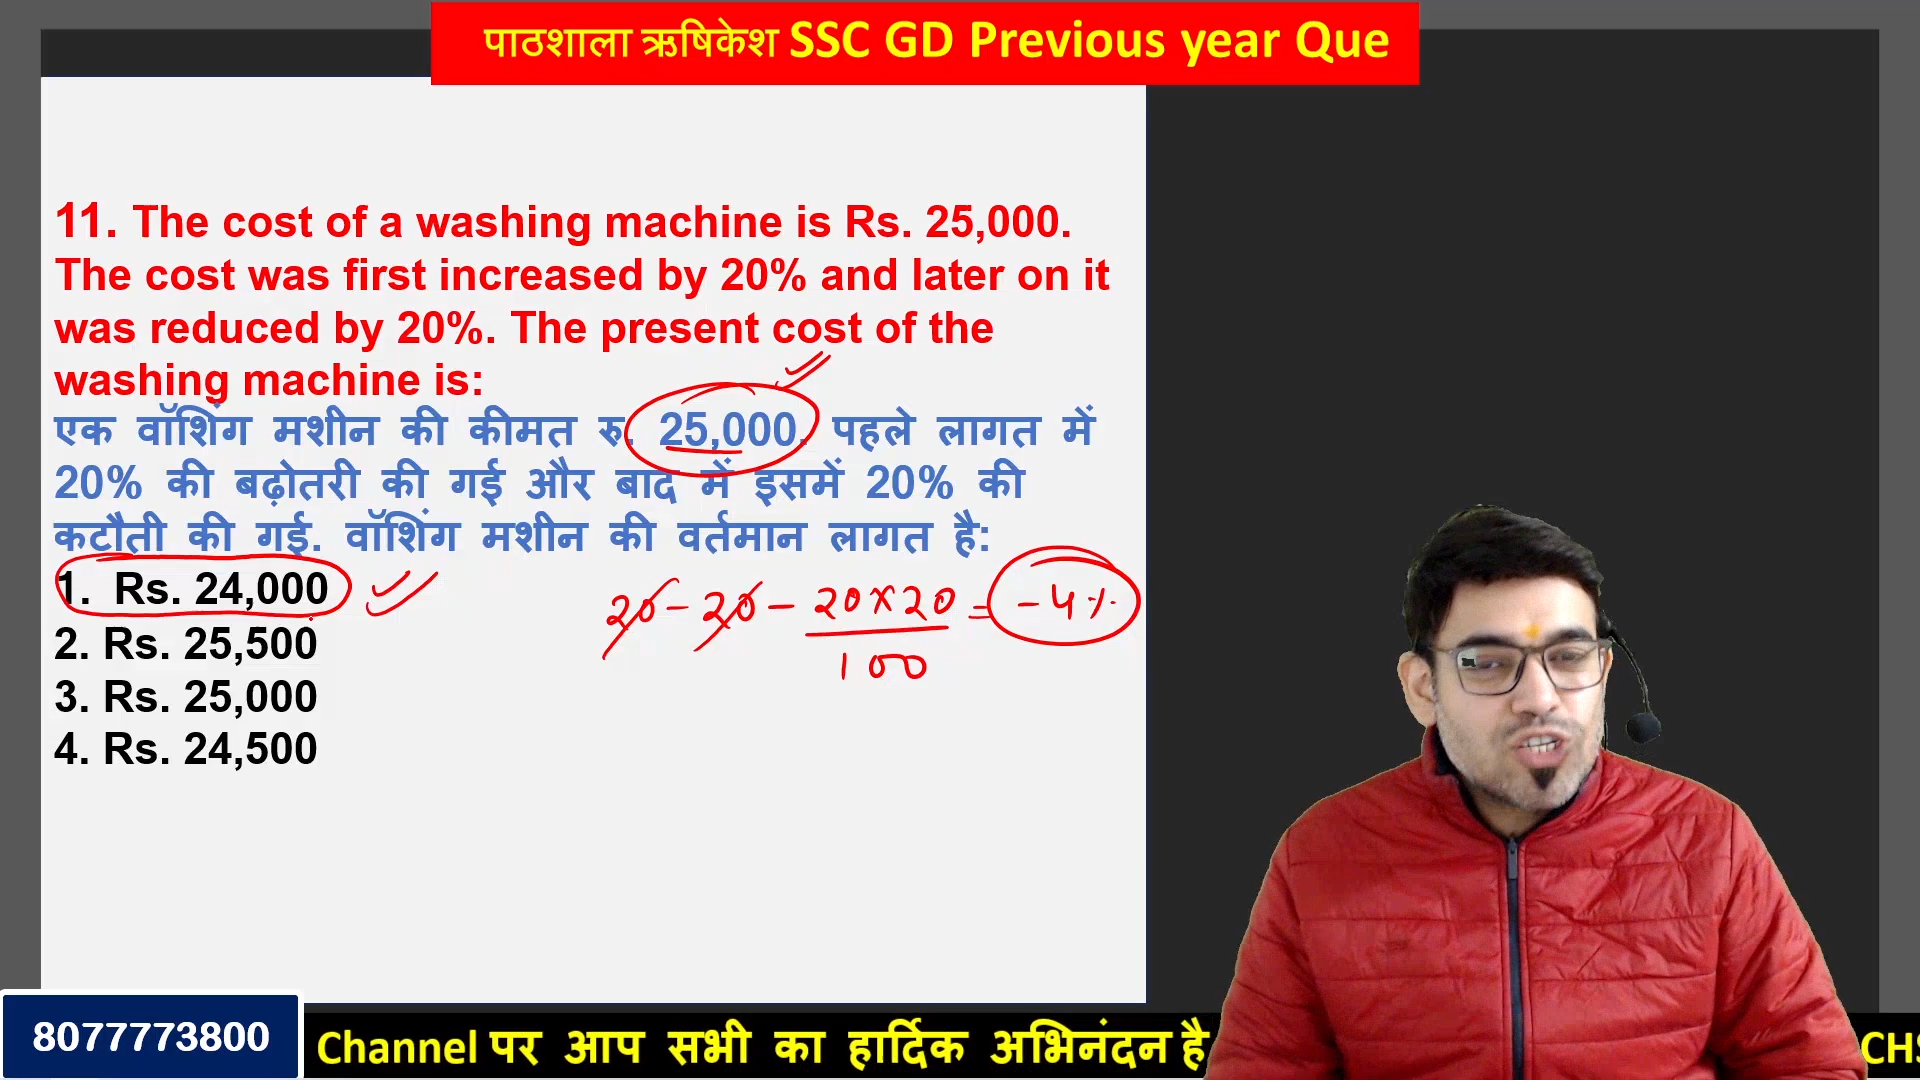 पाठशाला ऋषिकेश SSC GD Previous year Que
11. The cost of a washing machine is Rs. 25,000.
The cost was first increased by 20% and later on it
was reduced by 20%. The present cost of the
washing machine is:
एक वॉशिंग मशीन की कीमत रु. 25,000. पहले लागत में
20% की बढ़ोतरी की गई और बाद में इसमें 20% की
कटौती की गई. वॉशिंग मशीन की वर्तमान लागत है:
1. Rs. 24,000
20 - 20 - 20 x 20 = -4%
100
2. Rs. 25,500
3. Rs. 25,000
4. Rs. 24,500
8077773800
Channel पर आप सभी का हार्दिक अभिनंदन है
CHS